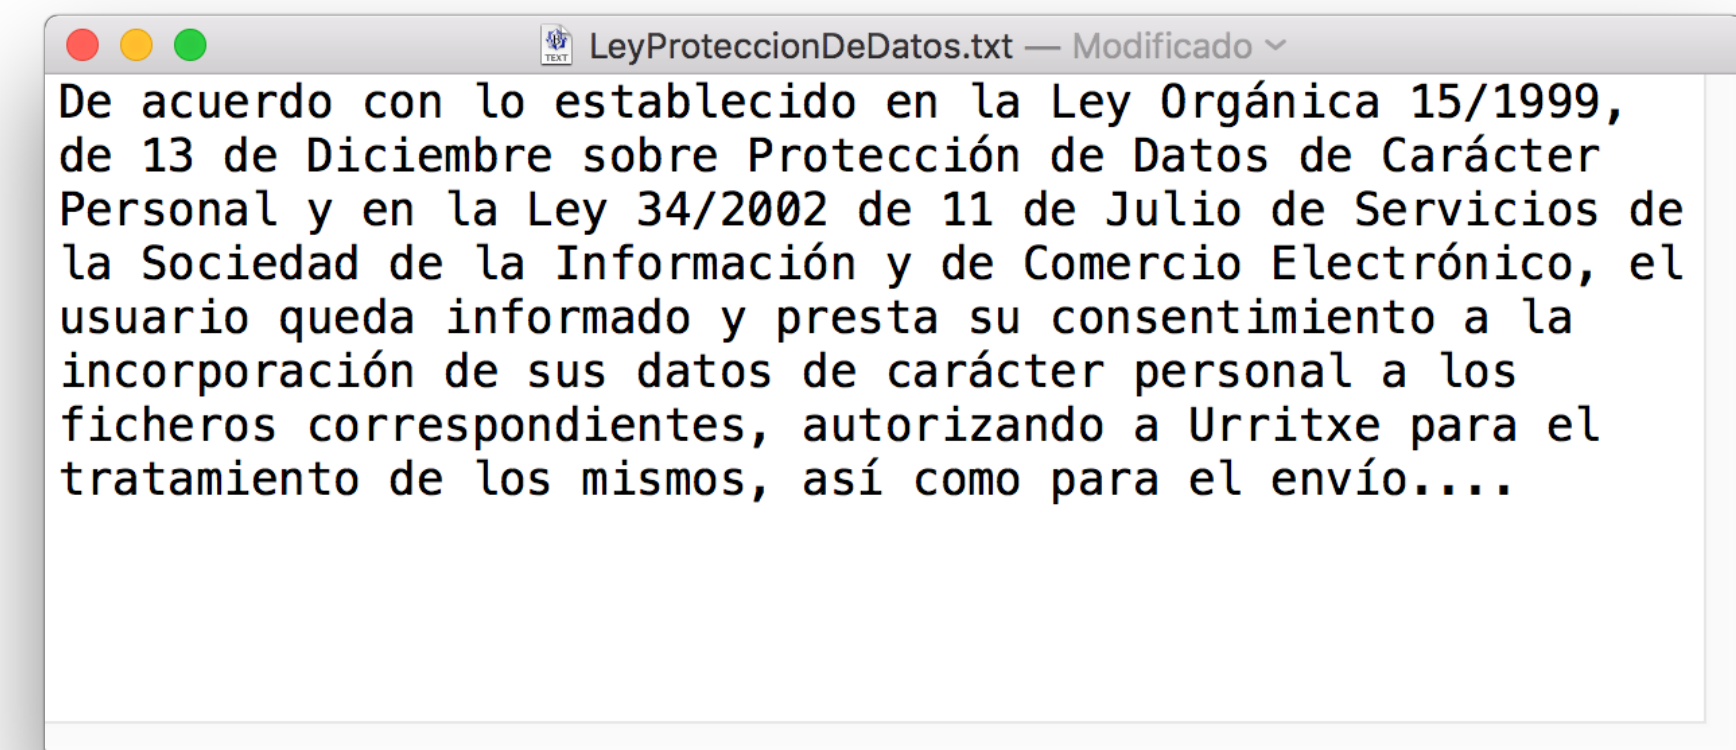 LeyProteccionDeDatos.txt — Modificado
De acuerdo con lo establecido en la Ley Orgánica 15/1999,
de 13 de Diciembre sobre Protección de Datos de Carácter
Personal y en la Ley 34/2002 de 11 de Julio de Servicios de
la Sociedad de la Información y de Comercio Electrónico, el
usuario queda informado y presta su consentimiento a la
incorporación de sus datos de carácter personal a los
ficheros correspondientes, autorizando a Urritxe para el
tratamiento de los mismos, así como para el envío....